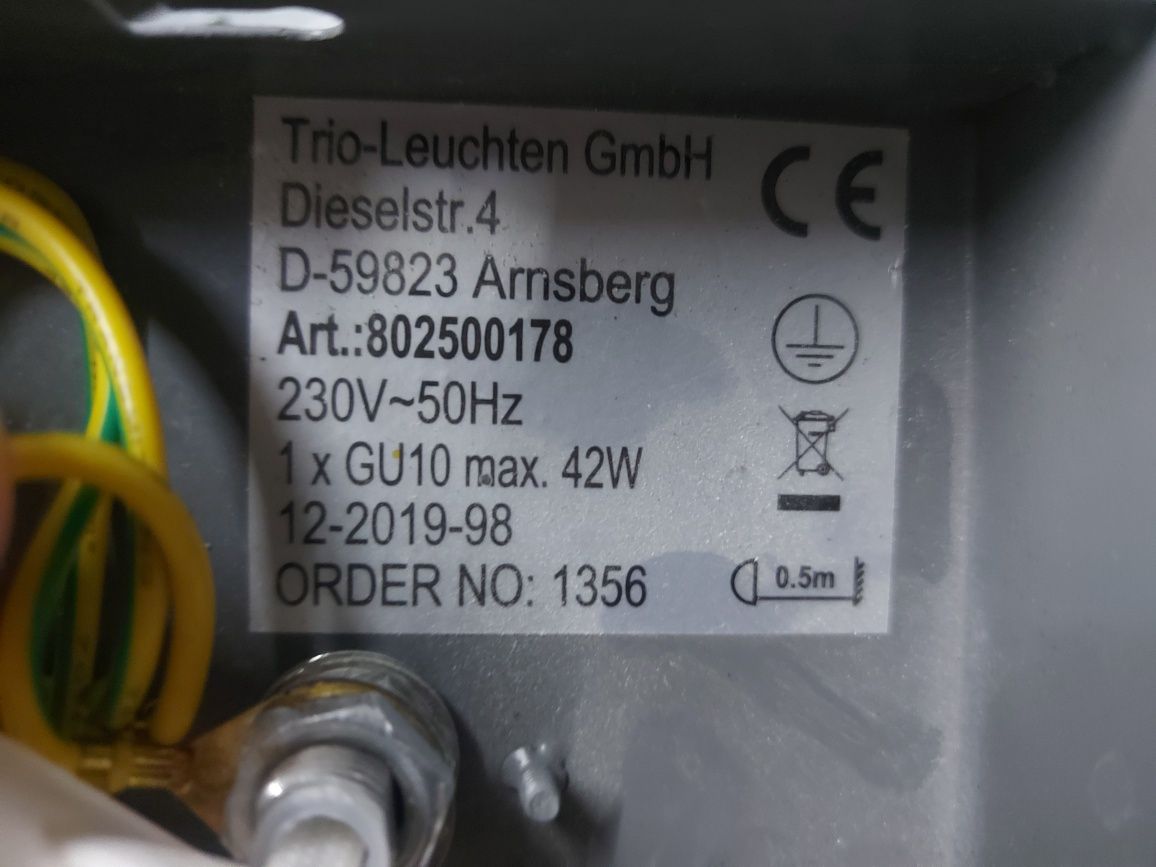 Trio-Leuchten GmbH
CE
Dieselstr.4
D-59823 Arnsberg
Art.:802500178
230V~50Hz
1 x GU10 max. 42W
12-2019-98
ORDER NO: 1356
0.5m